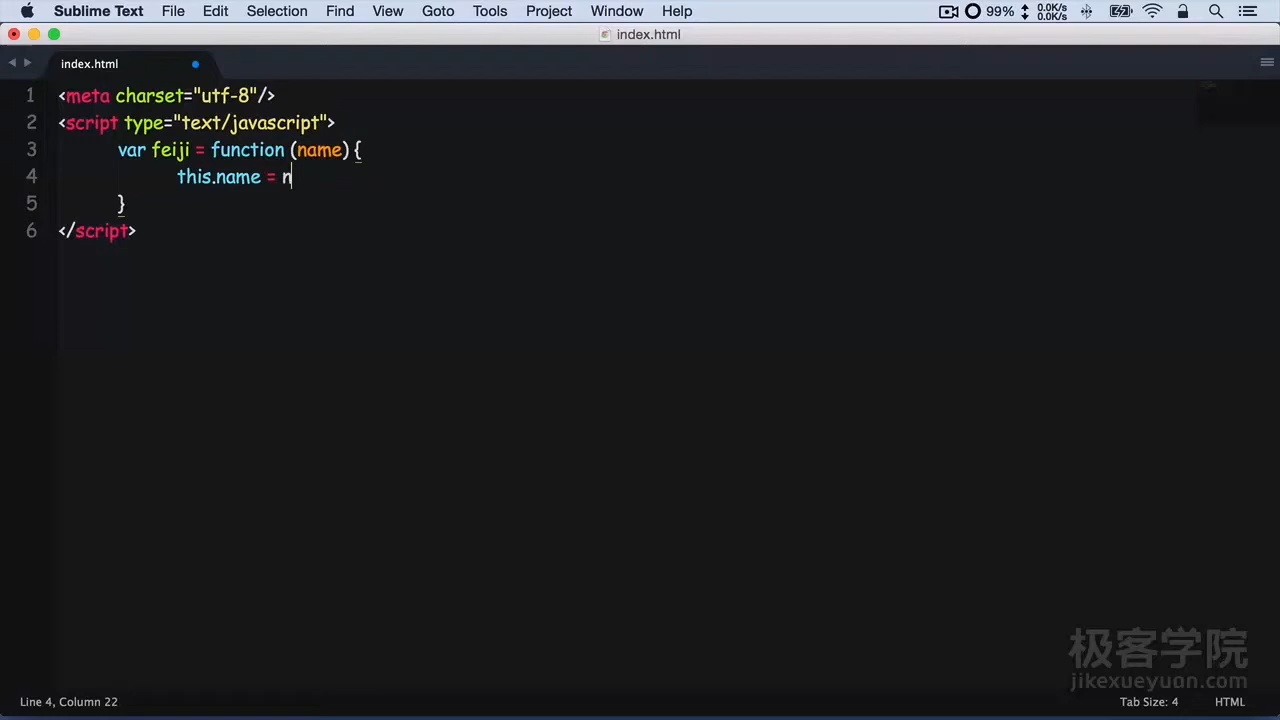 Sublime Text File Edit Selection Find View Goto Tools Project Window Help 99% 0.0K/s 0.0K/s
index.html
index.html
1 <meta charset="utf-8"/>
2 <script type="text/javascript">
3 var feiji = function (name) {
4 this.name = n
5 }
6 </script>
极客学院
jikexueyuan.com
Line 4, Column 22 Tab Size: 4 HTML